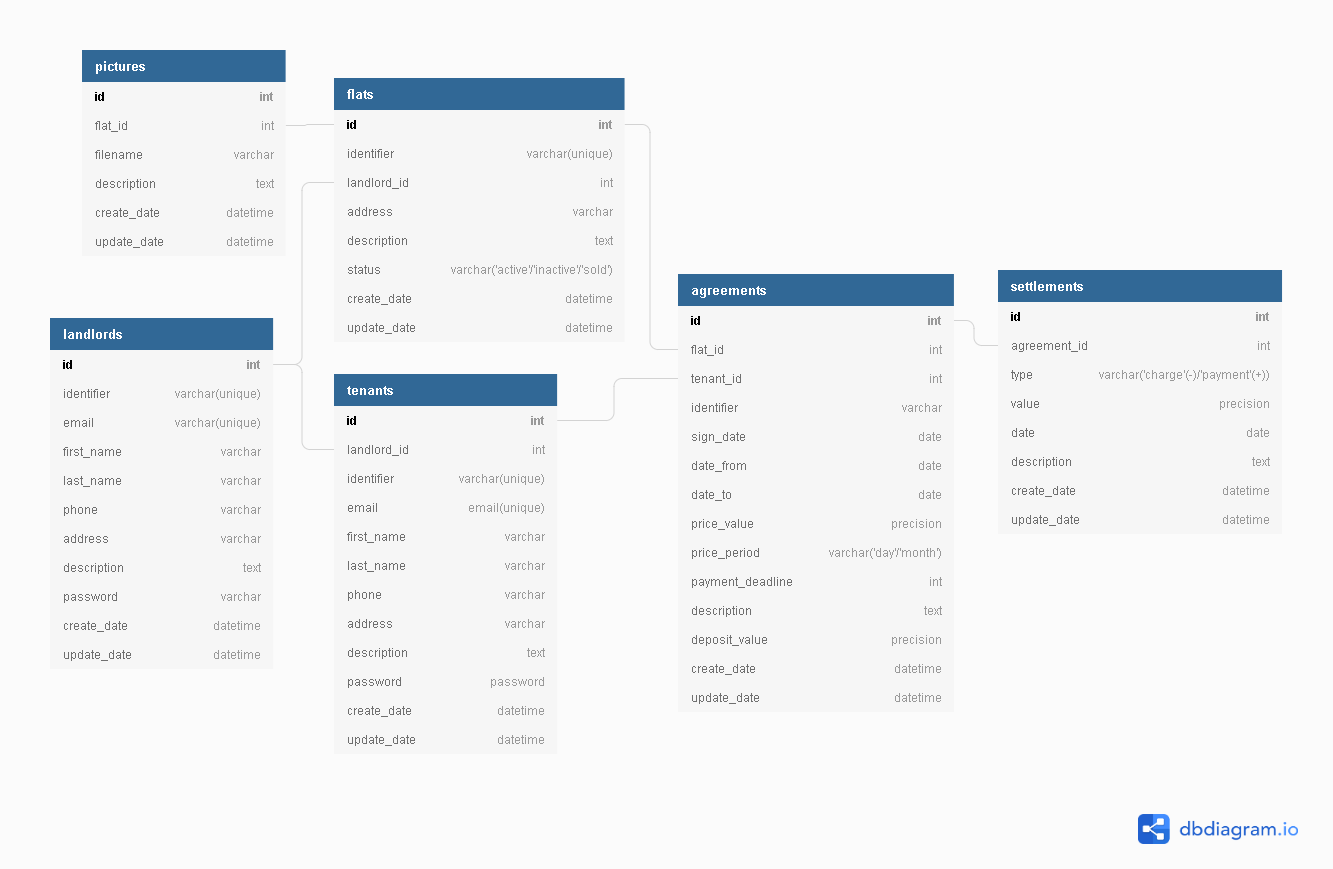 pictures
id int
flat_id int
filename varchar
description text
create_date datetime
update_date datetime
flats
id int
identifier varchar(unique)
landlord_id int
address varchar
description text
status varchar('active'/'inactive'/'sold')
create_date datetime
update_date datetime
landlords
id int
identifier varchar(unique)
email varchar(unique)
first_name varchar
last_name varchar
phone varchar
address varchar
description text
password varchar
create_date datetime
update_date datetime
tenants
id int
landlord_id int
identifier varchar(unique)
email email(unique)
first_name varchar
last_name varchar
phone varchar
address varchar
description text
password password
create_date datetime
update_date datetime
agreements
id int
flat_id int
tenant_id int
identifier varchar
sign_date date
date_from date
date_to date
price_value precision
price_period varchar('day'/'month')
payment_deadline int
description text
deposit_value precision
create_date datetime
update_date datetime
settlements
id int
agreement_id int
type varchar('charge'(-)/'payment'(+))
value precision
date date
description text
create_date datetime
update_date datetime
dbdiagram.io